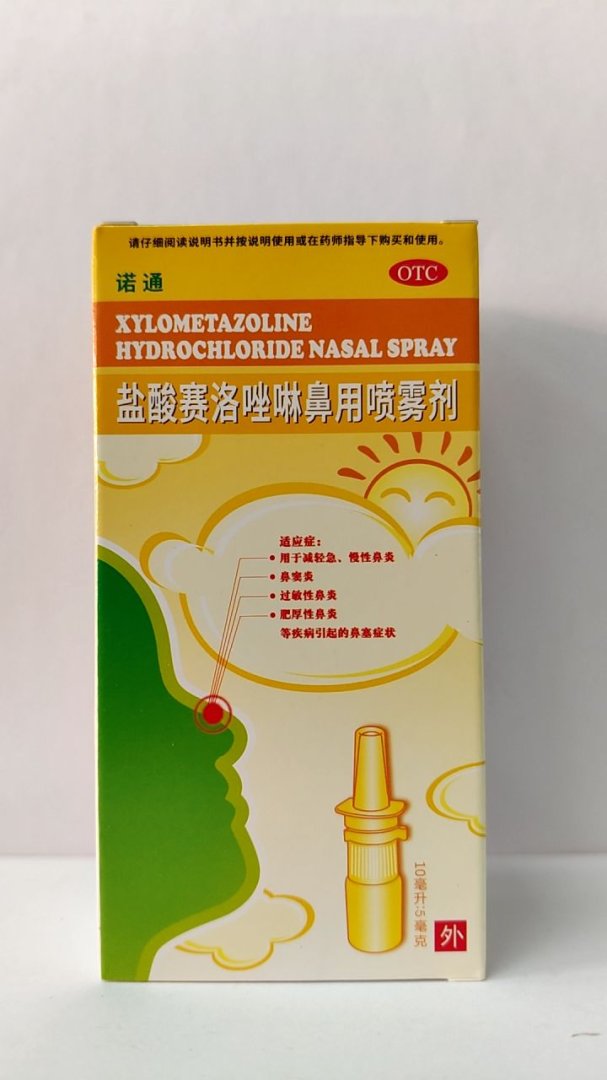 请仔细阅读说明书并按说明使用或在药师指导下购买和使用。
诺通
OTC
XYLOMETAZOLINE
HYDROCHLORIDE NASAL SPRAY
盐酸赛洛唑啉鼻用喷雾剂
适应症：
• 用于减轻急、慢性鼻炎
• 鼻窦炎
• 过敏性鼻炎
• 肥厚性鼻炎
等疾病引起的鼻塞症状
10毫升:5毫克
外